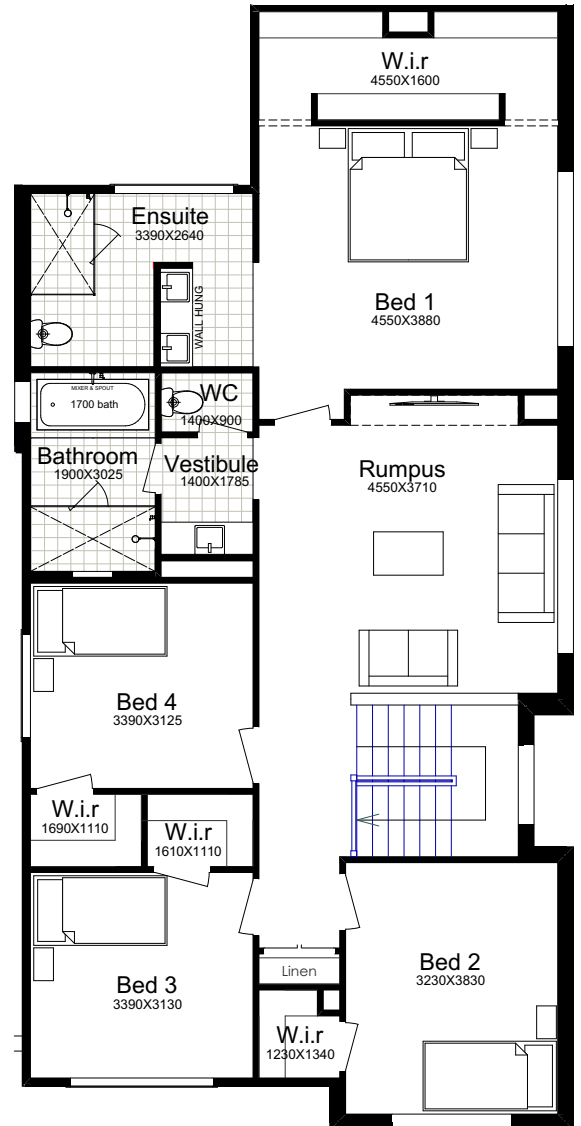 W.i.r
4550X1600
Ensuite
3390X2640
WALL HUNG
Bed 1
4550X3880
MIXER & SPOUT
1700 bath
WC
1400X900
Bathroom
1900X3025
Vestibule
1400X1785
Rumpus
4550X3710
Bed 4
3390X3125
W.i.r
1690X1110
W.i.r
1610X1110
Bed 3
3390X3130
Linen
Bed 2
3230X3830
W.i.r
1230X1340